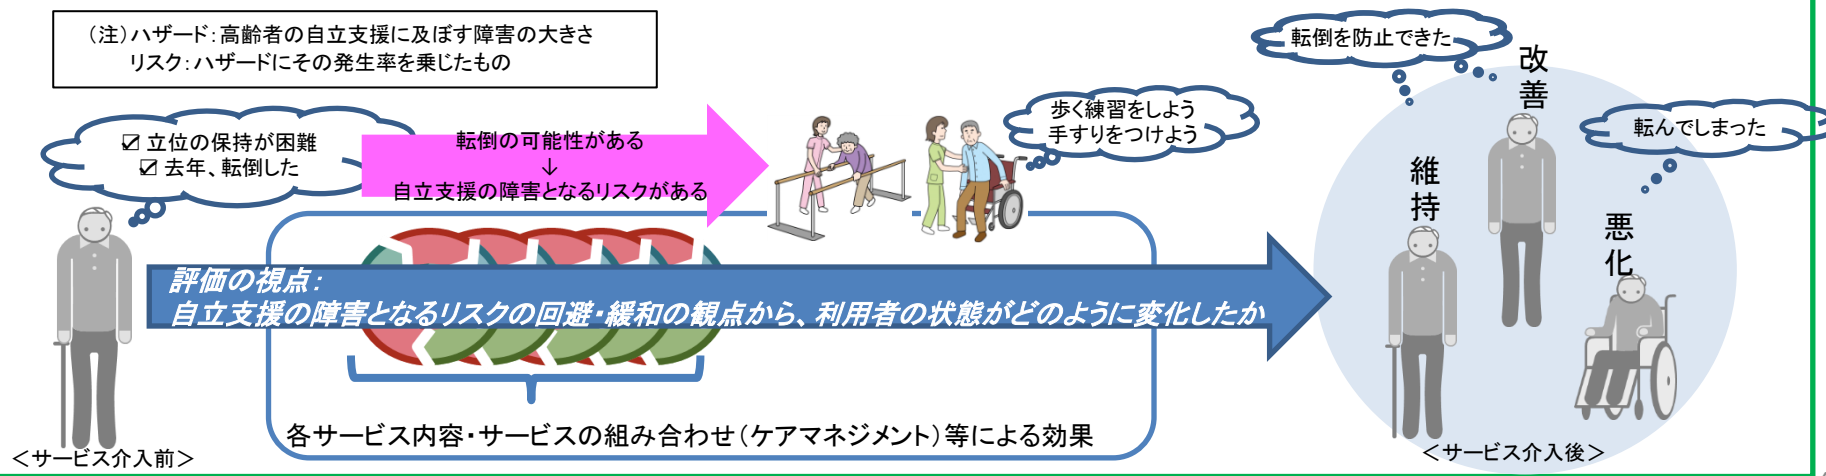 （注）ハザード：高齢者の自立支援に及ぼす障害の大きさ
リスク：ハザードにその発生率を乗じたもの
☑ 立位の保持が困難
☑ 去年、転倒した
転倒の可能性がある
↓
自立支援の障害となるリスクがある
歩く練習をしよう
手すりをつけよう
転倒を防止できた
改善
転んでしまった
維持
悪化
評価の視点：
自立支援の障害となるリスクの回避・緩和の観点から、利用者の状態がどのように変化したか
各サービス内容・サービスの組み合わせ（ケアマネジメント）等による効果
＜サービス介入前＞
＜サービス介入後＞